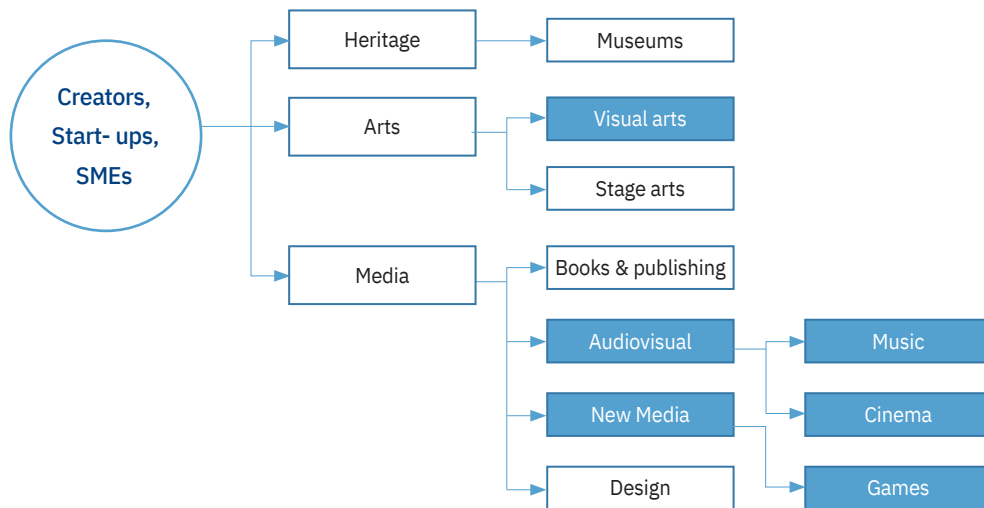 Creators,
Start- ups,
SMEs
Heritage
Museums
Arts
Visual arts
Stage arts
Media
Books & publishing
Audiovisual
Music
New Media
Cinema
Design
Games